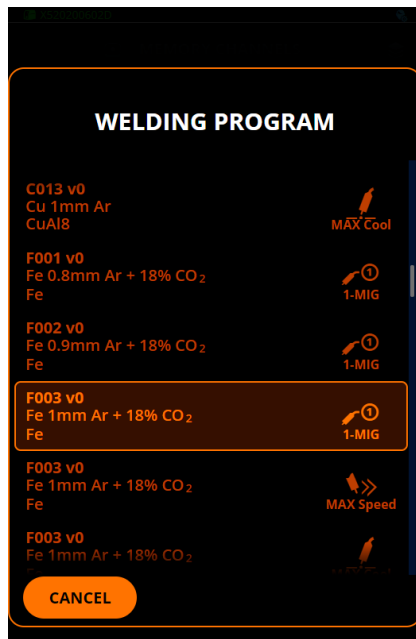 WELDING PROGRAM
C013 v0
Cu 1mm Ar
CuAl8
MAX Cool
F001 v0
Fe 0.8mm Ar + 18% CO₂
Fe
1-MIG
F002 v0
Fe 0.9mm Ar + 18% CO₂
Fe
1-MIG
F003 v0
Fe 1mm Ar + 18% CO₂
Fe
1-MIG
F003 v0
Fe 1mm Ar + 18% CO₂
Fe
MAX Speed
F003 v0
Fe 1mm Ar + 18% CO₂
CANCEL